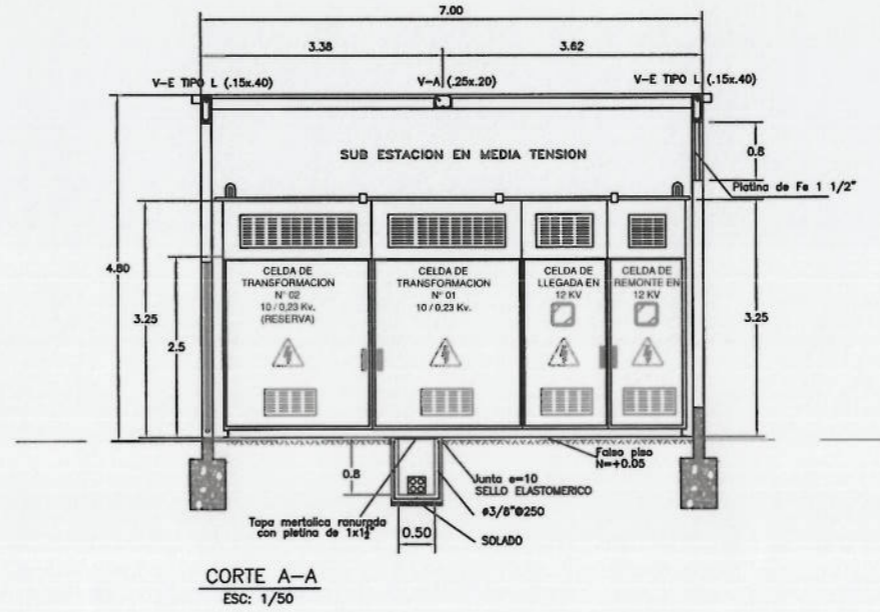 7.00
3.38
3.62
V-E TIPO L (.15x.40)
V-A (.25x.20)
V-E TIPO L (.15x.40)
SUB ESTACION EN MEDIA TENSION
0.8
Platina de Fe 1 1/2"
4.80
3.25
2.5
3.25
CELDA DE
TRANSFORMACION
N° 02
10 / 0,23 Kv.
(RESERVA)
CELDA DE
TRANSFORMACION
N° 01
10 / 0,23 Kv.
CELDA DE
LLEGADA EN
12 KV
CELDA DE
REMONTE EN
12 KV
Falso piso
N=+0.05
0.8
Junta e=10
SELLO ELASTOMERICO
ø3/8"@250
Tapa mertalica ranurada
con pletina de 1x1½"
0.50
SOLADO
CORTE A-A
ESC: 1/50